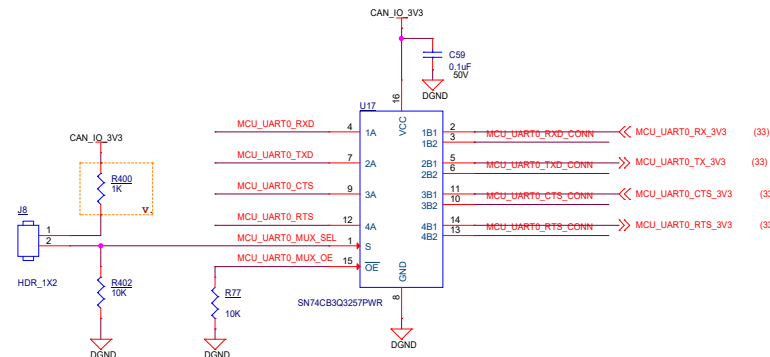 CAN_IO_3V3
C59
0.1uF
50V
DGND
U17
16
VCC
MCU_UART0_RXD
4
1A
1B1
2
MCU_UART0_RXD_CONN
MCU_UART0_RX_3V3
(33)
1B2
3
CAN_IO_3V3
MCU_UART0_TXD
7
2A
2B1
5
MCU_UART0_TXD_CONN
MCU_UART0_TX_3V3
(33)
2B2
6
R400
1K
V.
MCU_UART0_CTS
9
3A
3B1
11
MCU_UART0_CTS_CONN
MCU_UART0_CTS_3V3
(33
3B2
10
J8
1
2
HDR_1X2
MCU_UART0_RTS
12
4A
4B1
14
MCU_UART0_RTS_CONN
MCU_UART0_RTS_3V3
(33
4B2
13
MCU_UART0_MUX_SEL
1
S
MCU_UART0_MUX_OE
15
OE
GND
8
R402
10K
R77
10K
SN74CB3Q3257PWR
DGND
DGND
DGND